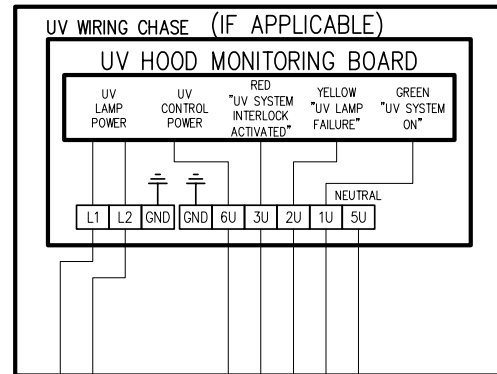 UV WIRING CHASE (IF APPLICABLE)
UV HOOD MONITORING BOARD
UV
LAMP
POWER
UV
CONTROL
POWER
RED
"UV SYSTEM
INTERLOCK
ACTIVATED"
YELLOW
"UV LAMP
FAILURE"
GREEN
"UV SYSTEM
ON"
NEUTRAL
L1 L2 GND GND 6U 3U 2U 1U 5U